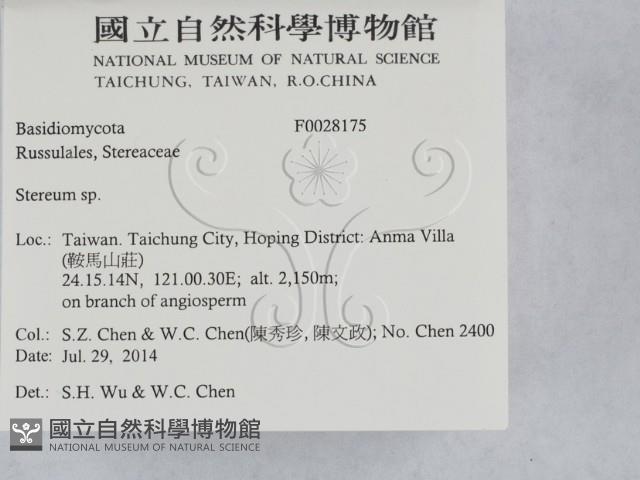 國立自然科學博物館
NATIONAL MUSEUM OF NATURAL SCIENCE
TAICHUNG, TAIWAN, R.O.CHINA
Basidiomycota F0028175
Russulales, Stereaceae
Stereum sp.
Loc.: Taiwan. Taichung City, Hoping District: Anma Villa
(鞍馬山莊)
24.15.14N, 121.00.30E; alt. 2,150m;
on branch of angiosperm
Col.: S.Z. Chen & W.C. Chen(陳秀珍, 陳文政); No. Chen 2400
Date: Jul. 29, 2014
Det.: S.H. Wu & W.C. Chen
國立自然科學博物館
NATIONAL MUSEUM OF NATURAL SCIENCE